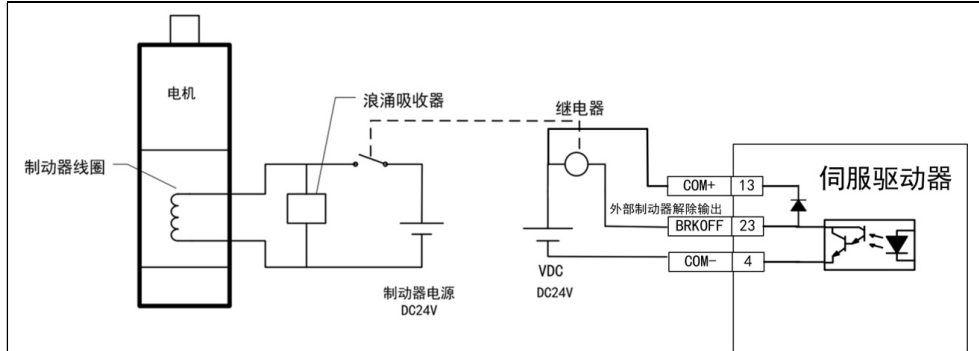 电机
浪涌吸收器
继电器
制动器线圈
伺服驱动器
COM+ 13
外部制动器解除输出
BRKOFF 23
COM- 4
制动器电源
DC24V
VDC
DC24V